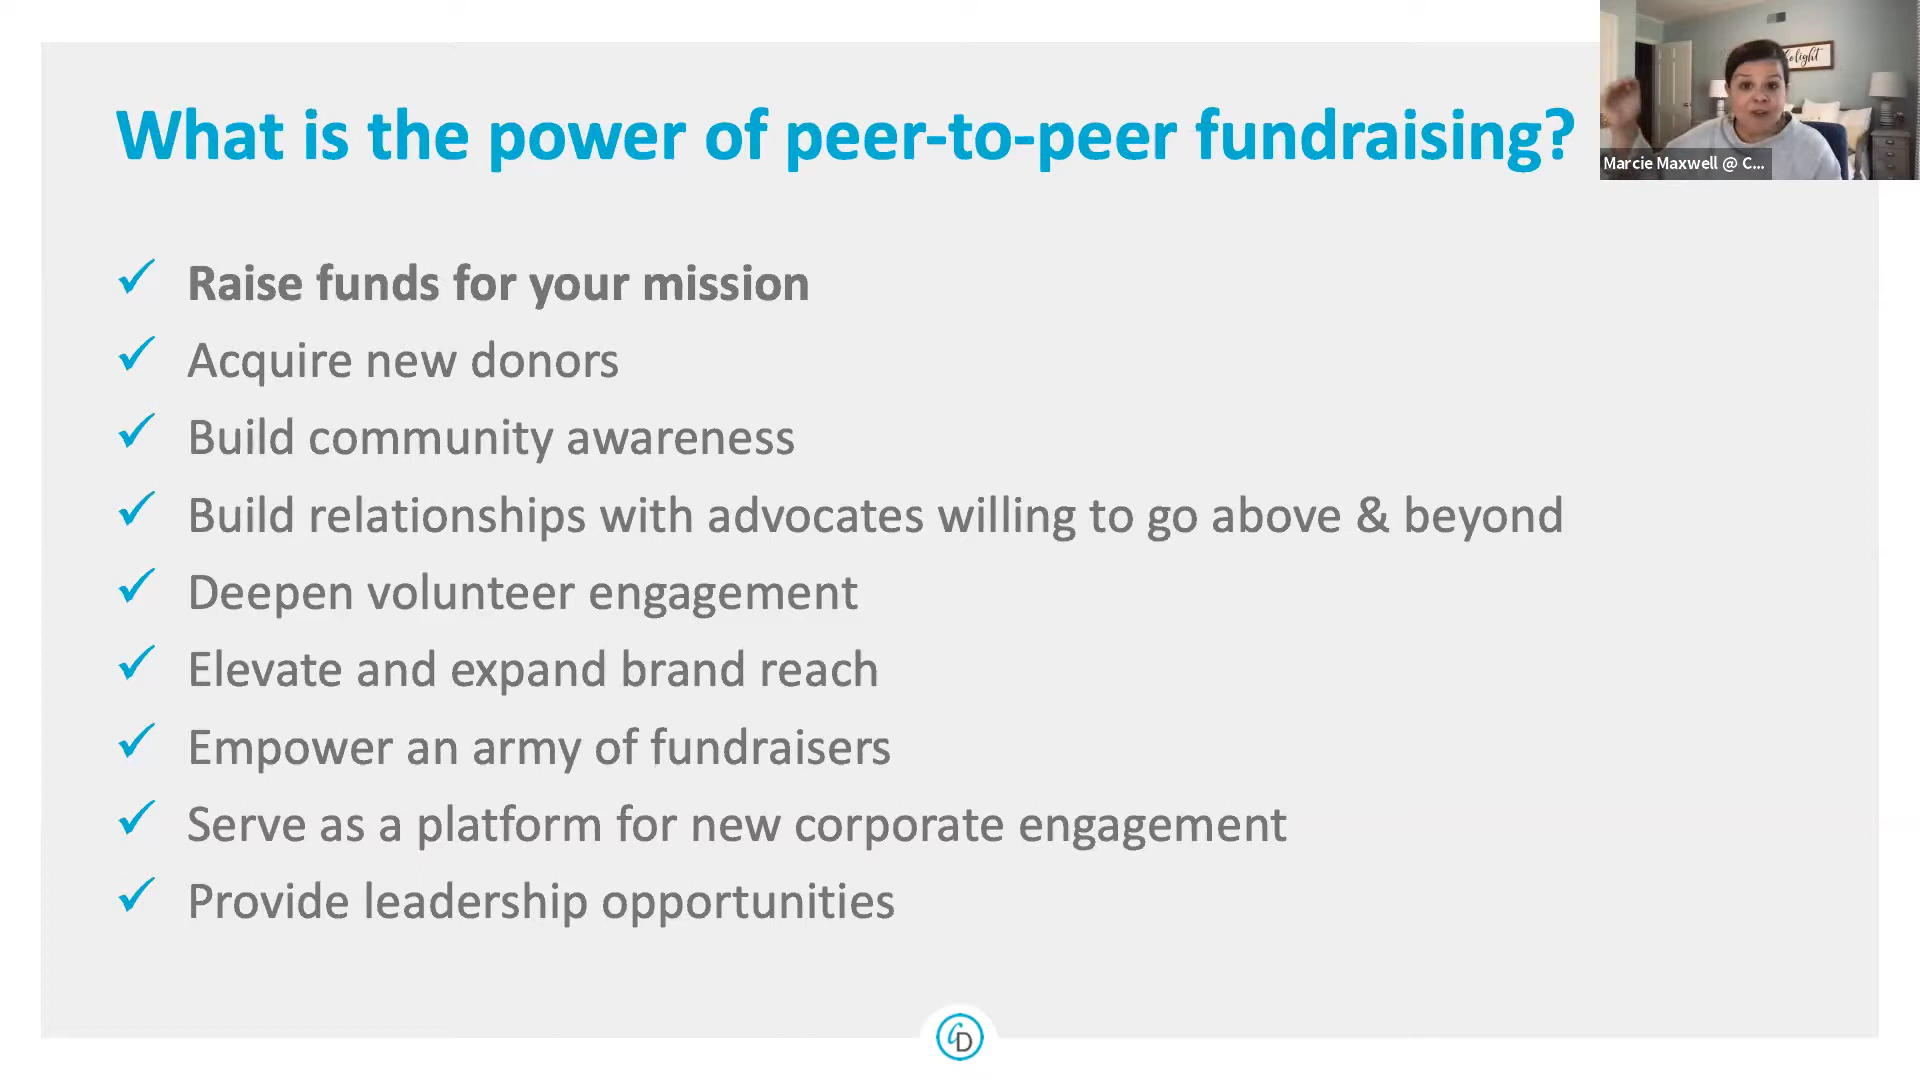 What is the power of peer-to-peer fundraising?
Marcie Maxwell @ C...
Raise funds for your mission
Acquire new donors
Build community awareness
Build relationships with advocates willing to go above & beyond
Deepen volunteer engagement
Elevate and expand brand reach
Empower an army of fundraisers
Serve as a platform for new corporate engagement
Provide leadership opportunities
CD